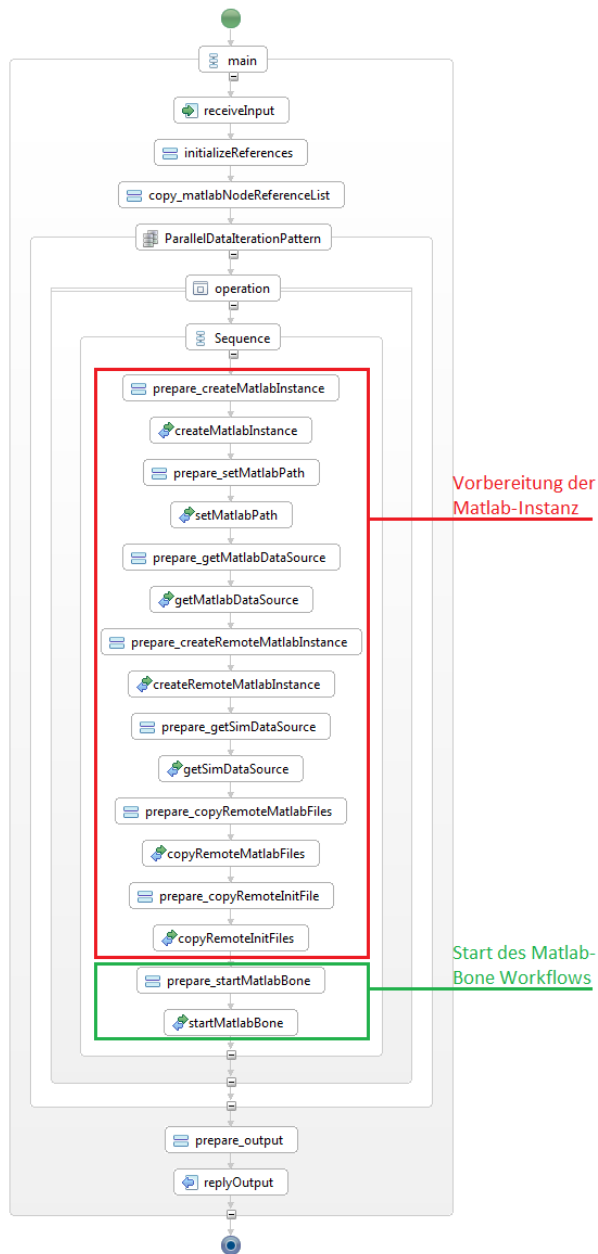 main
receiveInput
initializeReferences
copy_matlabNodeReferenceList
ParallelDataIterationPattern
operation
Sequence
prepare_createMatlabInstance
createMatlabInstance
prepare_setMatlabPath
setMatlabPath
prepare_getMatlabDataSource
getMatlabDataSource
prepare_createRemoteMatlabInstance
createRemoteMatlabInstance
prepare_getSimDataSource
getSimDataSource
prepare_copyRemoteMatlabFiles
copyRemoteMatlabFiles
prepare_copyRemoteInitFile
copyRemoteInitFiles
Vorbereitung der
Matlab-Instanz
prepare_startMatlabBone
startMatlabBone
Start des Matlab-
Bone Workflows
prepare_output
replyOutput